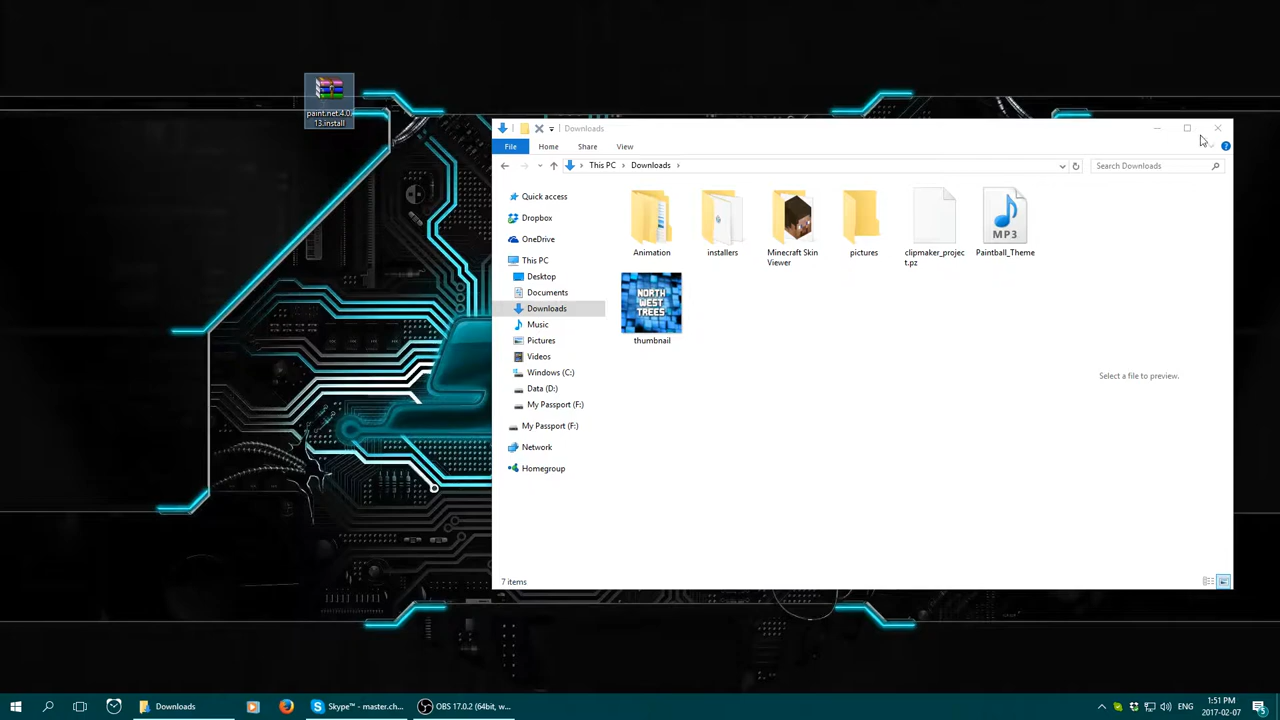 paint.net.4.0.
13.install
Downloads
File
Home
Share
View
This PC
Downloads
Search Downloads
Quick access
Dropbox
OneDrive
This PC
Desktop
Documents
Downloads
Music
Pictures
Videos
Windows (C:)
Data (D:)
My Passport (F:)
My Passport (F:)
Network
Homegroup
Animation
installers
Minecraft Skin
Viewer
pictures
clipmaker_projec
t.pz
MP3
Paintball_Theme
NORTH
WEST
TREES
thumbnail
Select a file to preview.
7 items
Downloads
Skype™ - master.ch...
OBS 17.0.2 (64bit, w...
ENG
1:51 PM
2017-02-07
5